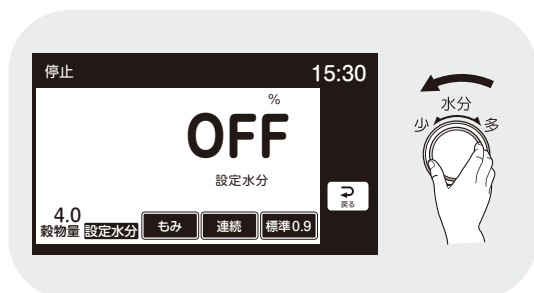 停止 15:30
%
OFF
設定水分
戻る
4.0
穀物量 設定水分 もみ 連続 標準0.9
水分
少 多